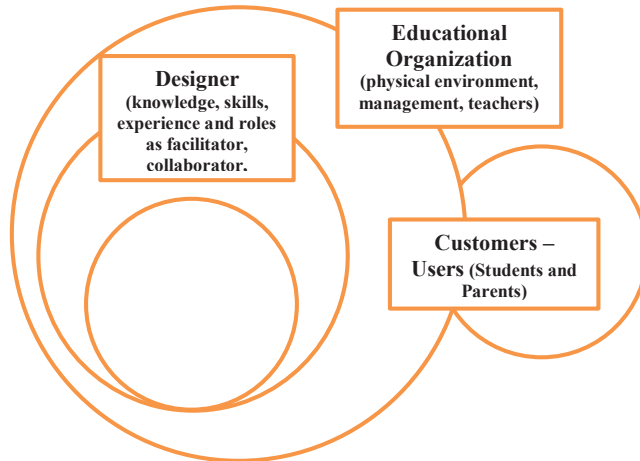 Educational
Organization
(physical environment,
management, teachers)
Designer
(knowledge, skills,
experience and roles
as facilitator,
collaborator.
Customers –
Users (Students and
Parents)